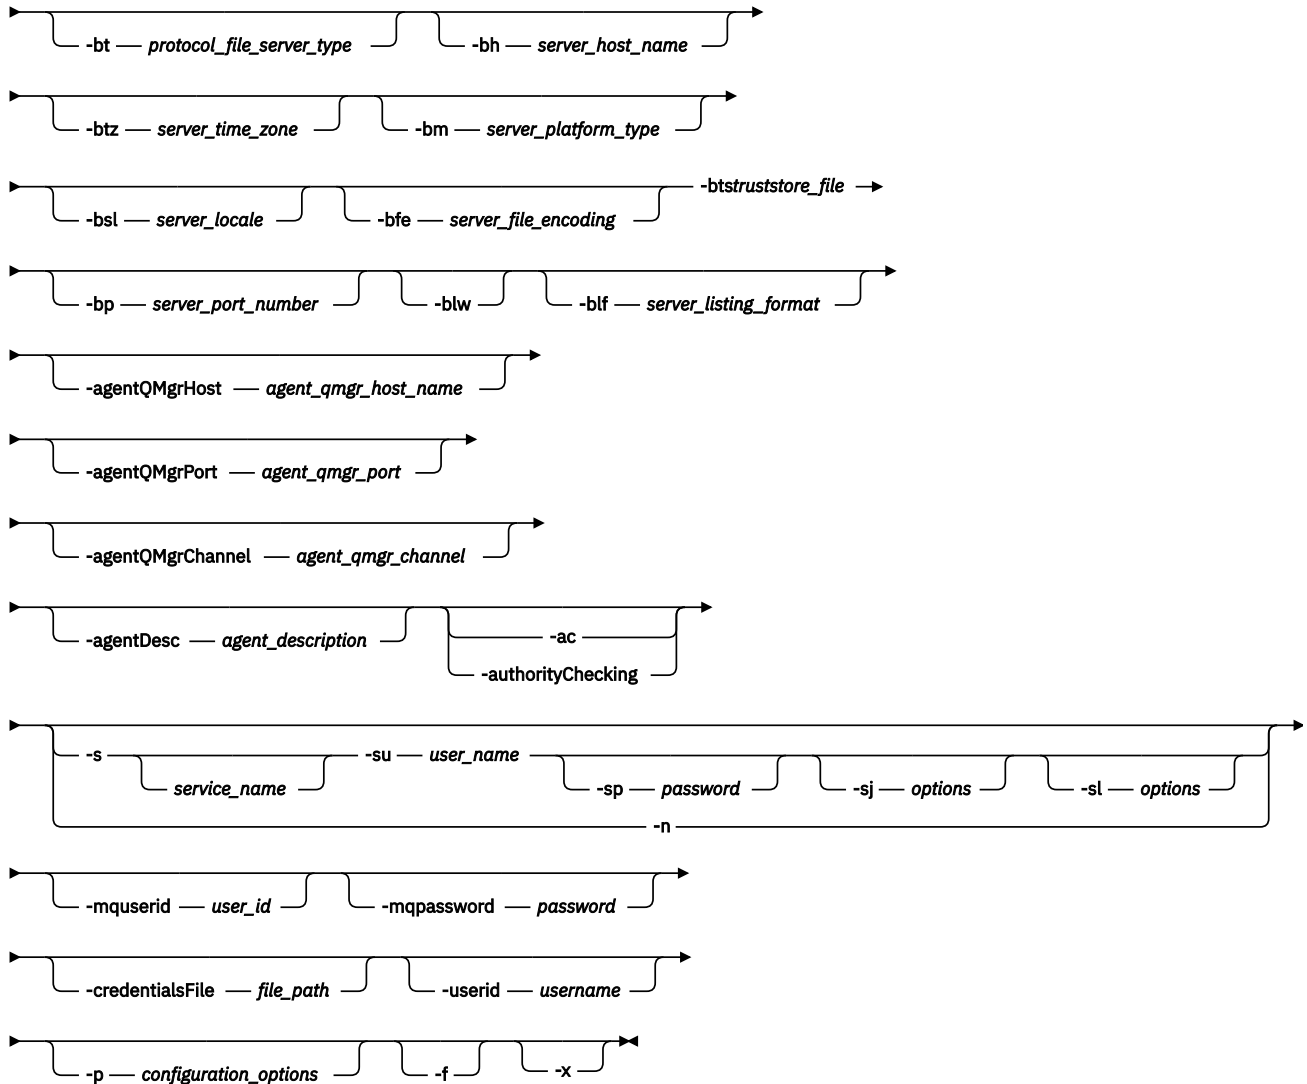 -bt protocol_file_server_type -bh server_host_name
-btz server_time_zone -bm server_platform_type
-btstruststore_file
-bsl server_locale -bfe server_file_encoding
-bp server_port_number -blw -blf server_listing_format
-agentQMgrHost agent_qmgr_host_name
-agentQMgrPort agent_qmgr_port
-agentQMgrChannel agent_qmgr_channel
-ac
-agentDesc agent_description
-authorityChecking
-s -su user_name
service_name -sp password -sj options -sl options
-n
-mquserid user_id -mqpassword password
-credentialsFile file_path -userid username
-p configuration_options -f -x